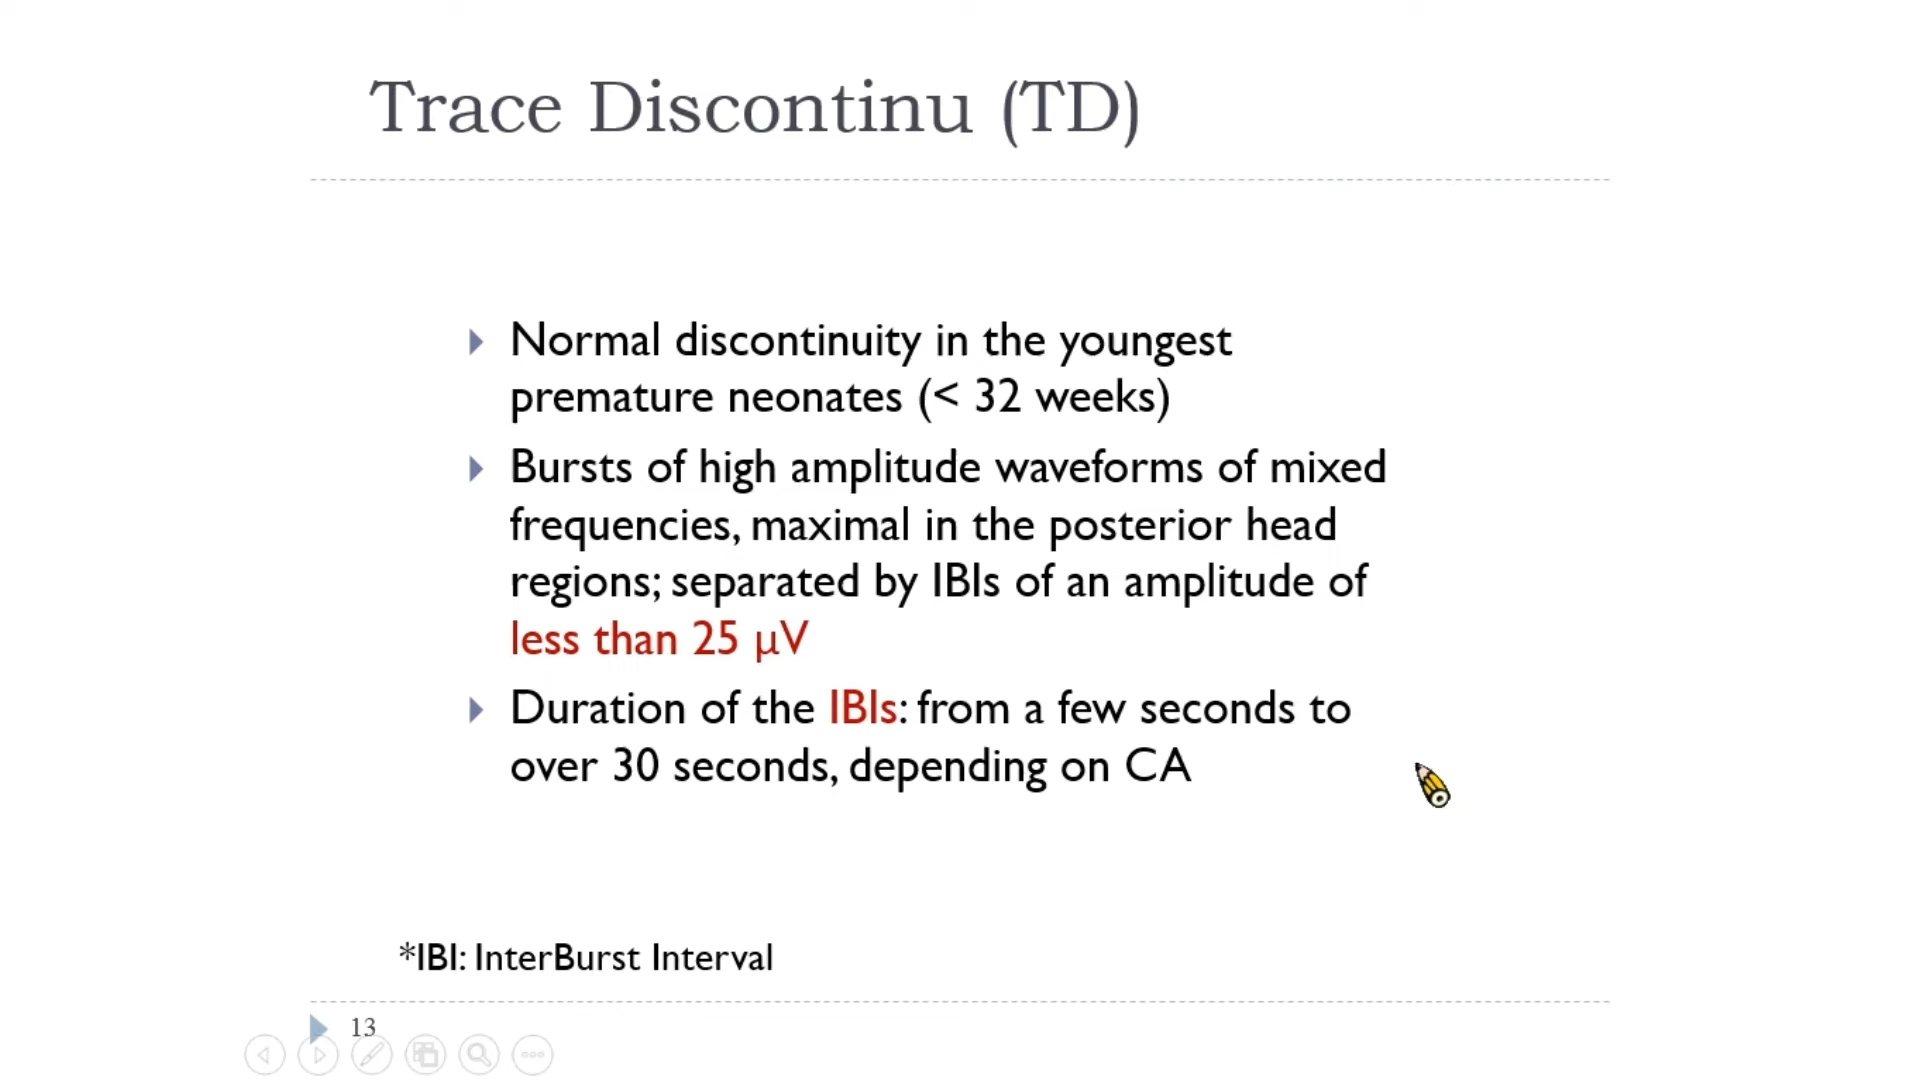 Trace Discontinu (TD)
Normal discontinuity in the youngest
premature neonates (< 32 weeks)
Bursts of high amplitude waveforms of mixed
frequencies, maximal in the posterior head
regions; separated by IBIs of an amplitude of
less than 25 µV
Duration of the IBIs: from a few seconds to
over 30 seconds, depending on CA
*IBI: InterBurst Interval
13